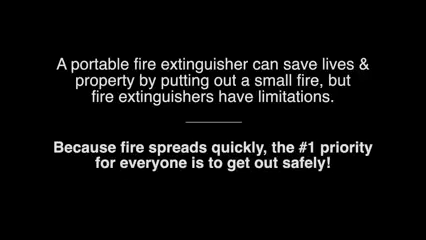 A portable fire extinguisher can save lives &
property by putting out a small fire, but
fire extinguishers have limitations.
Because fire spreads quickly, the #1 priority
for everyone is to get out safely!